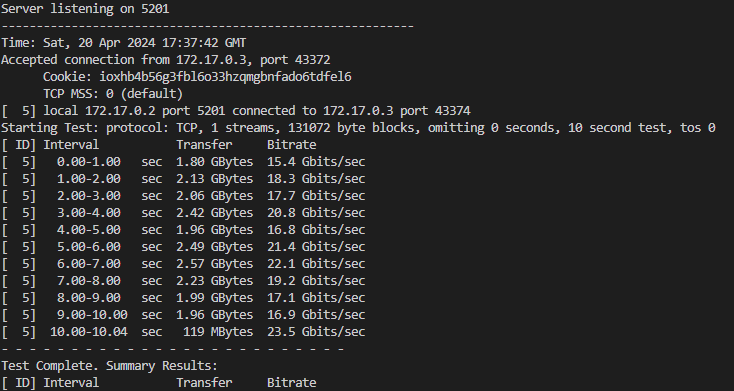 Server listening on 5201
-----------------------------------------------------------
Time: Sat, 20 Apr 2024 17:37:42 GMT
Accepted connection from 172.17.0.3, port 43372
      Cookie: ioxhb4b56g3fbl6o33hzqmgbnfado6tdfel6
      TCP MSS: 0 (default)
[  5] local 172.17.0.2 port 5201 connected to 172.17.0.3 port 43374
Starting Test: protocol: TCP, 1 streams, 131072 byte blocks, omitting 0 seconds, 10 second test, tos 0
[ ID] Interval           Transfer     Bitrate
[  5]   0.00-1.00   sec  1.80 GBytes  15.4 Gbits/sec
[  5]   1.00-2.00   sec  2.13 GBytes  18.3 Gbits/sec
[  5]   2.00-3.00   sec  2.06 GBytes  17.7 Gbits/sec
[  5]   3.00-4.00   sec  2.42 GBytes  20.8 Gbits/sec
[  5]   4.00-5.00   sec  1.96 GBytes  16.8 Gbits/sec
[  5]   5.00-6.00   sec  2.49 GBytes  21.4 Gbits/sec
[  5]   6.00-7.00   sec  2.57 GBytes  22.1 Gbits/sec
[  5]   7.00-8.00   sec  2.23 GBytes  19.2 Gbits/sec
[  5]   8.00-9.00   sec  1.99 GBytes  17.1 Gbits/sec
[  5]   9.00-10.00  sec  1.96 GBytes  16.9 Gbits/sec
[  5]  10.00-10.04  sec   119 MBytes  23.5 Gbits/sec
- - - - - - - - - - - - - - - - - - - - - - - - -
Test Complete. Summary Results:
[ ID] Interval           Transfer     Bitrate